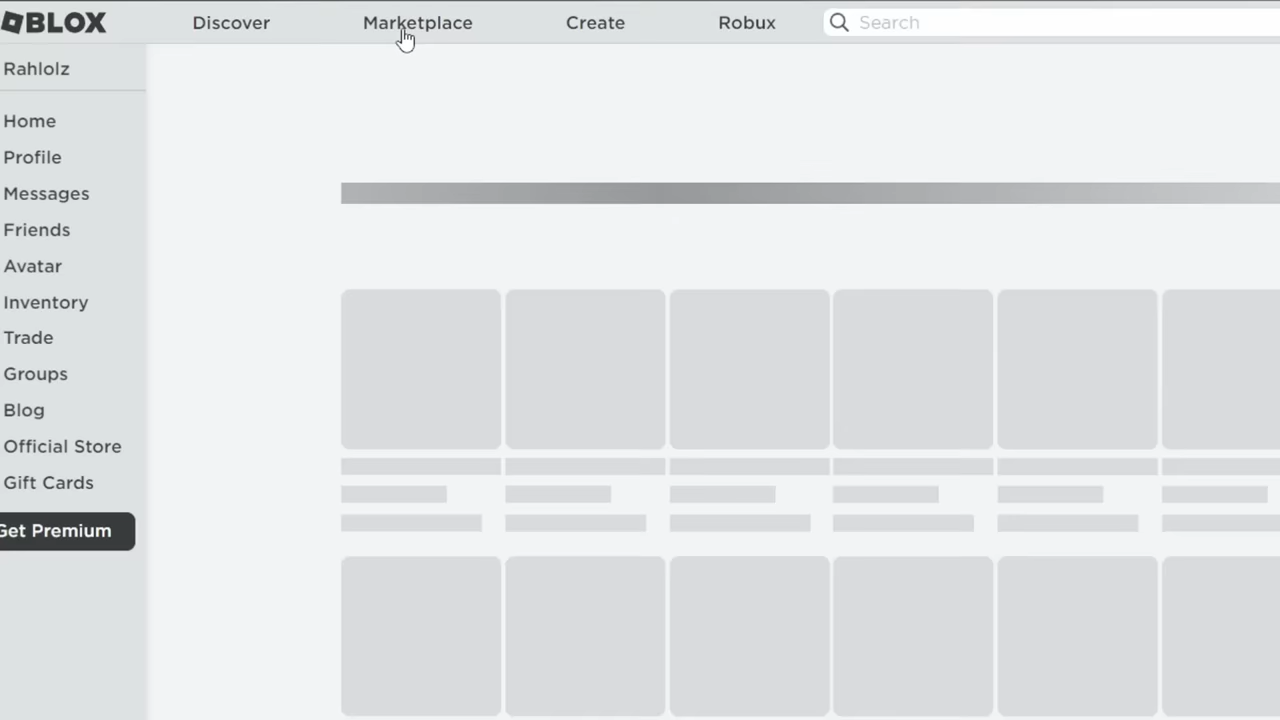 BLOX Discover Marketplace Create Robux Search
Rahlolz
Home
Profile
Messages
Friends
Avatar
Inventory
Trade
Groups
Blog
Official Store
Gift Cards
Get Premium